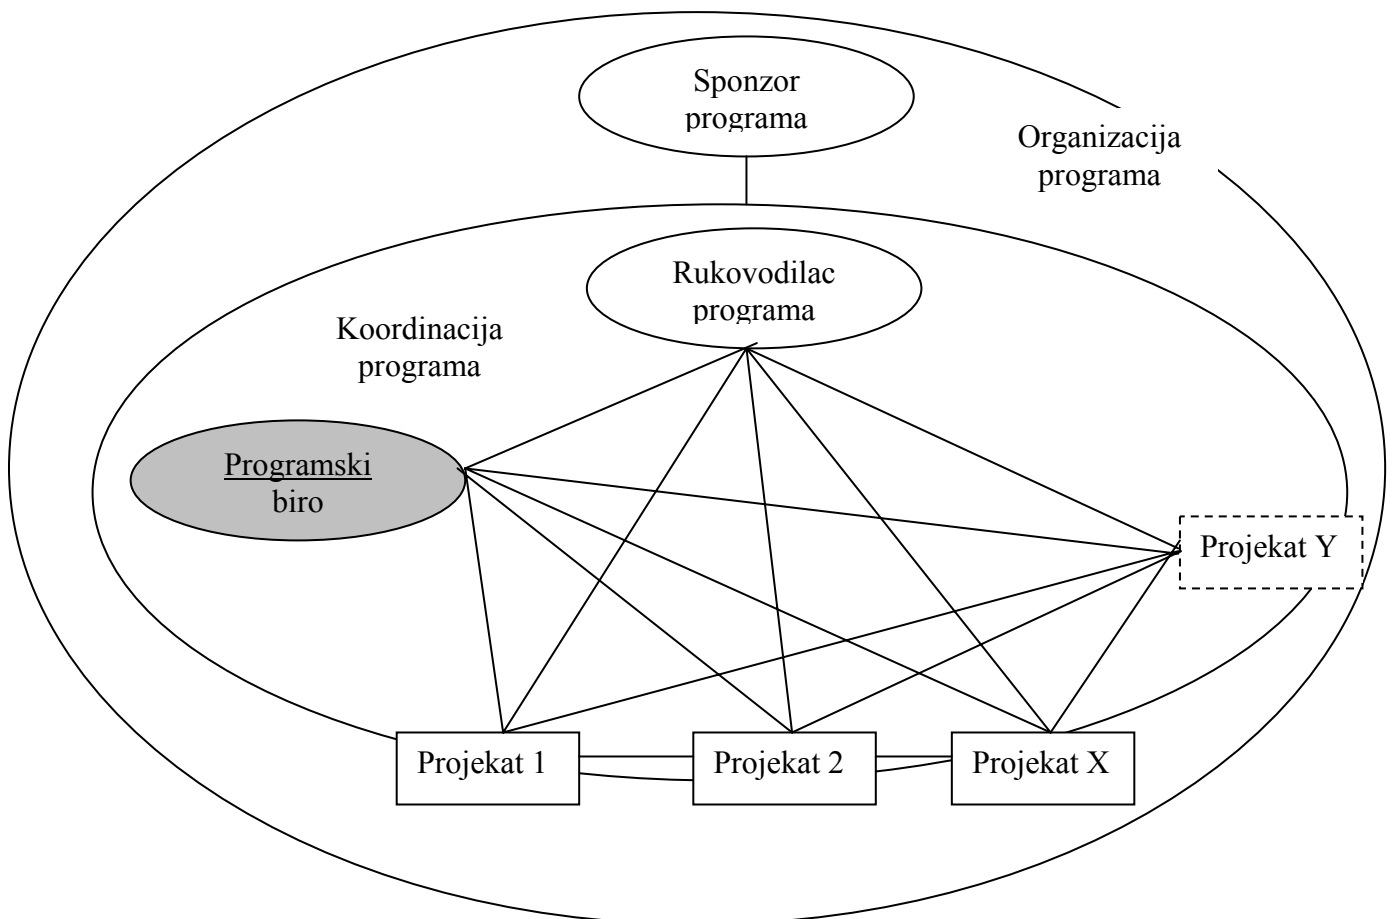 Sponzor
programa
Organizacija
programa
Rukovodilac
programa
Koordinacija
programa
Programski
biro
Projekat Y
Projekat 1
Projekat 2
Projekat X